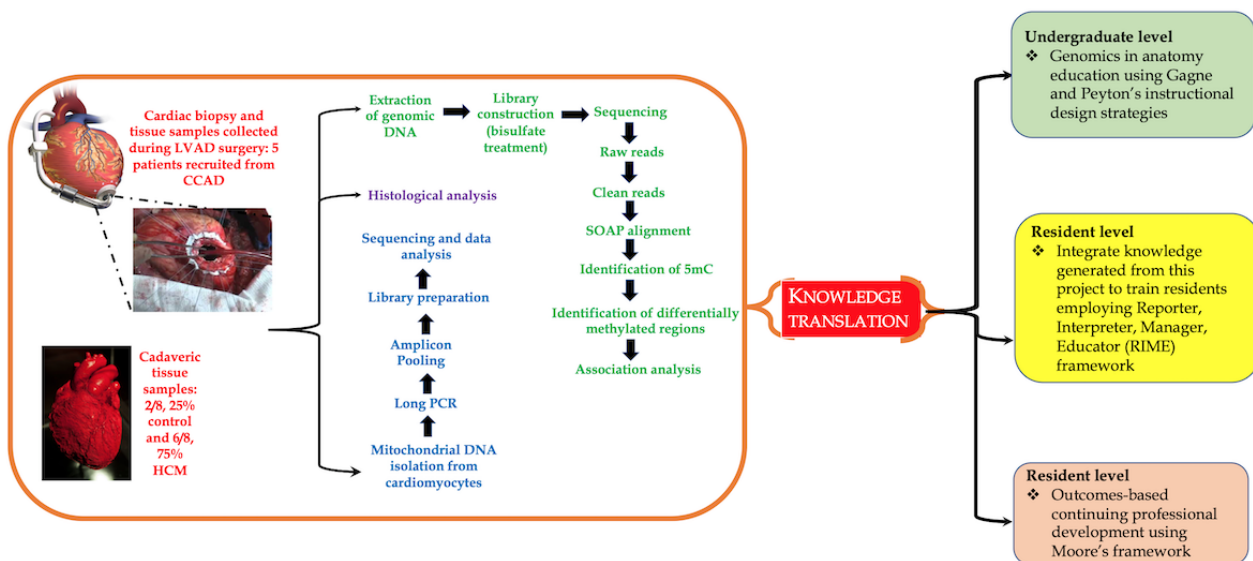 Cardiac biopsy and
tissue samples collected
during LVAD surgery: 5
patients recruited from
CCAD
Cadaveric
tissue
samples:
2/8, 25%
control
and 6/8,
75%
HCM
Extraction
of genomic
DNA
Library
construction
(bisulfate
treatment)
Sequencing
Raw reads
Clean reads
SOAP alignment
Identification of 5mC
Identification of differentially
methylated regions
Association analysis
Histological analysis
Sequencing and data
analysis
Library preparation
Amplicon
Pooling
Long PCR
Mitochondrial DNA
isolation from
cardiomyocytes
KNOWLEDGE
TRANSLATION
Undergraduate level
❖ Genomics in anatomy
education using Gagne
and Peyton's instructional
design strategies
Resident level
❖ Integrate knowledge
generated from this
project to train residents
employing Reporter,
Interpreter, Manager,
Educator (RIME)
framework
Resident level
❖ Outcomes-based
continuing professional
development using
Moore's framework